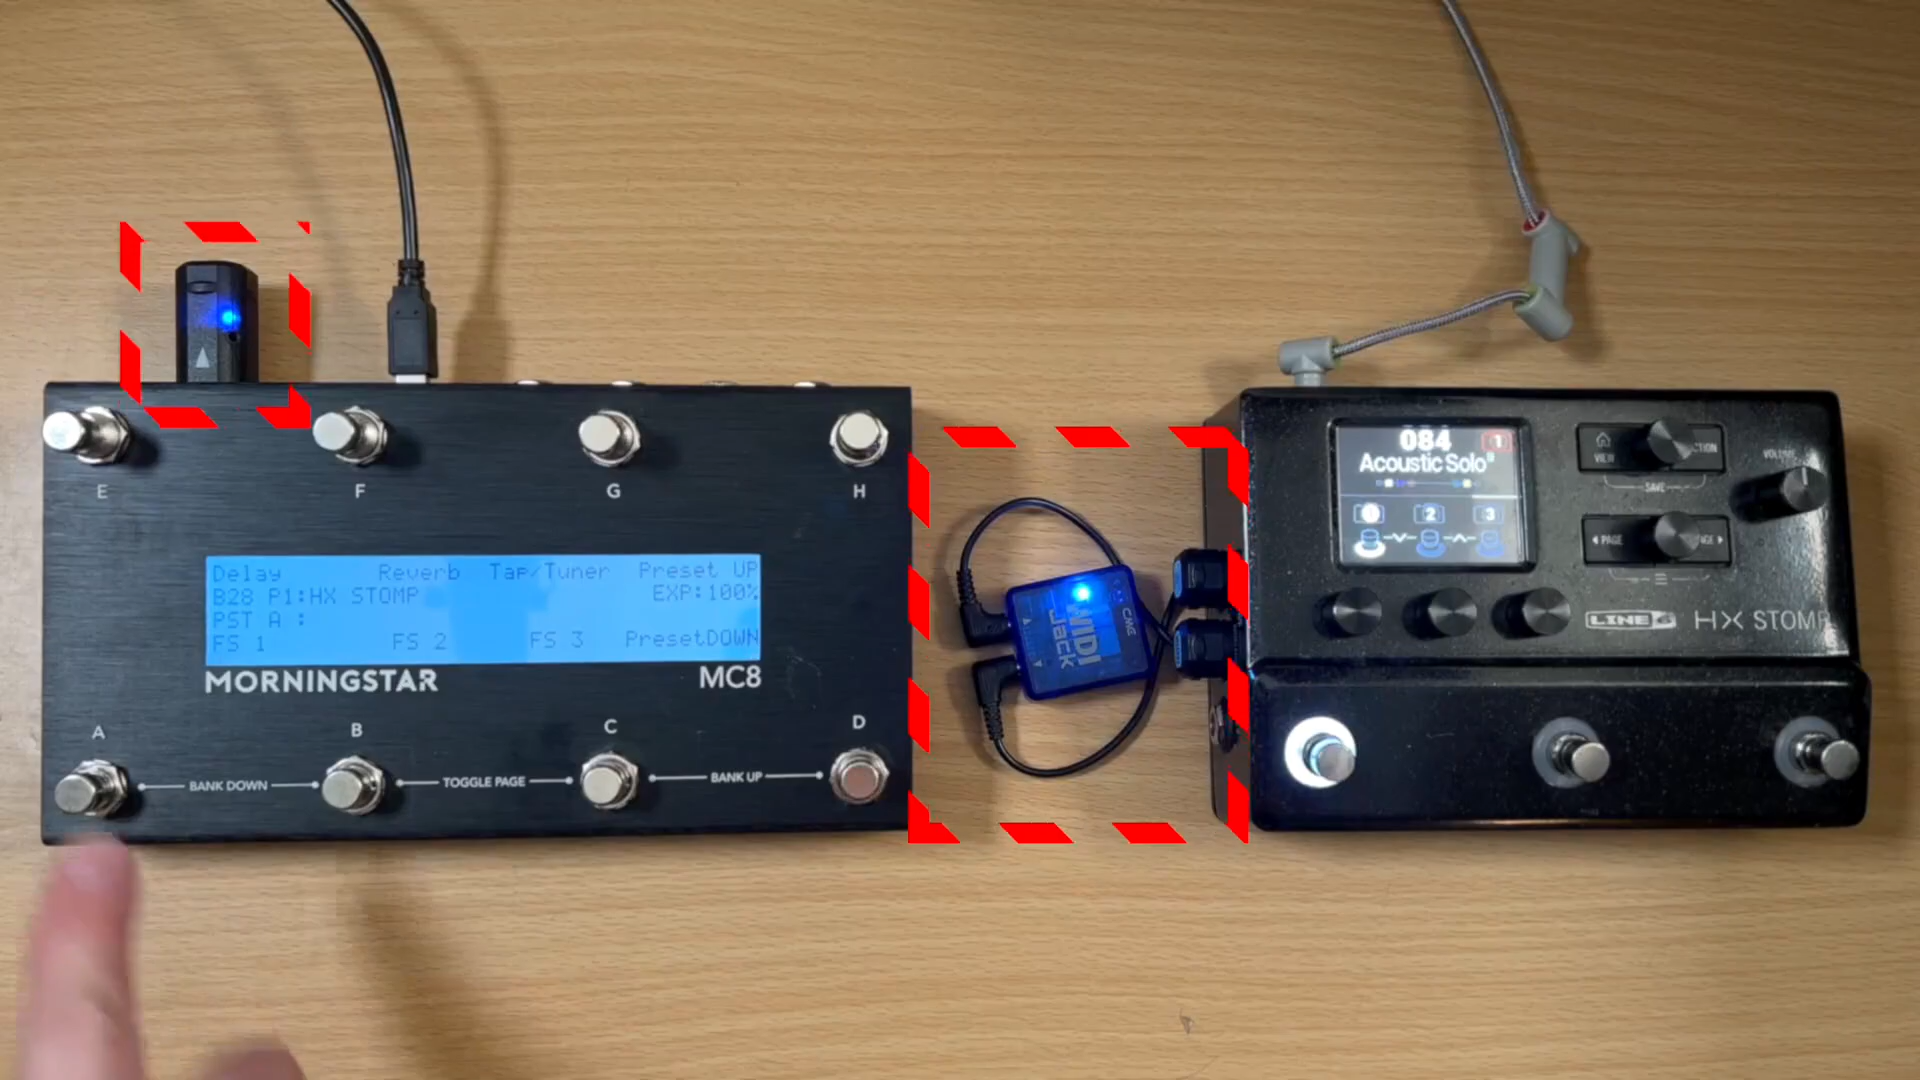 E F G H
Delay Reverb Tap/Tuner Preset UP
B28 P1:HX STOMP EXP:100%
PST A :
FS 1 FS 2 FS 3 PresetDOWN
MORNINGSTAR MC8
A B C D
BANK DOWN TOGGLE PAGE BANK UP
CME
MIDI
Jack
084 1
Acoustic Solo
1 2 3
VIEW
SAVE
VOLUME
PAGE
LINE 6 HX STOMP